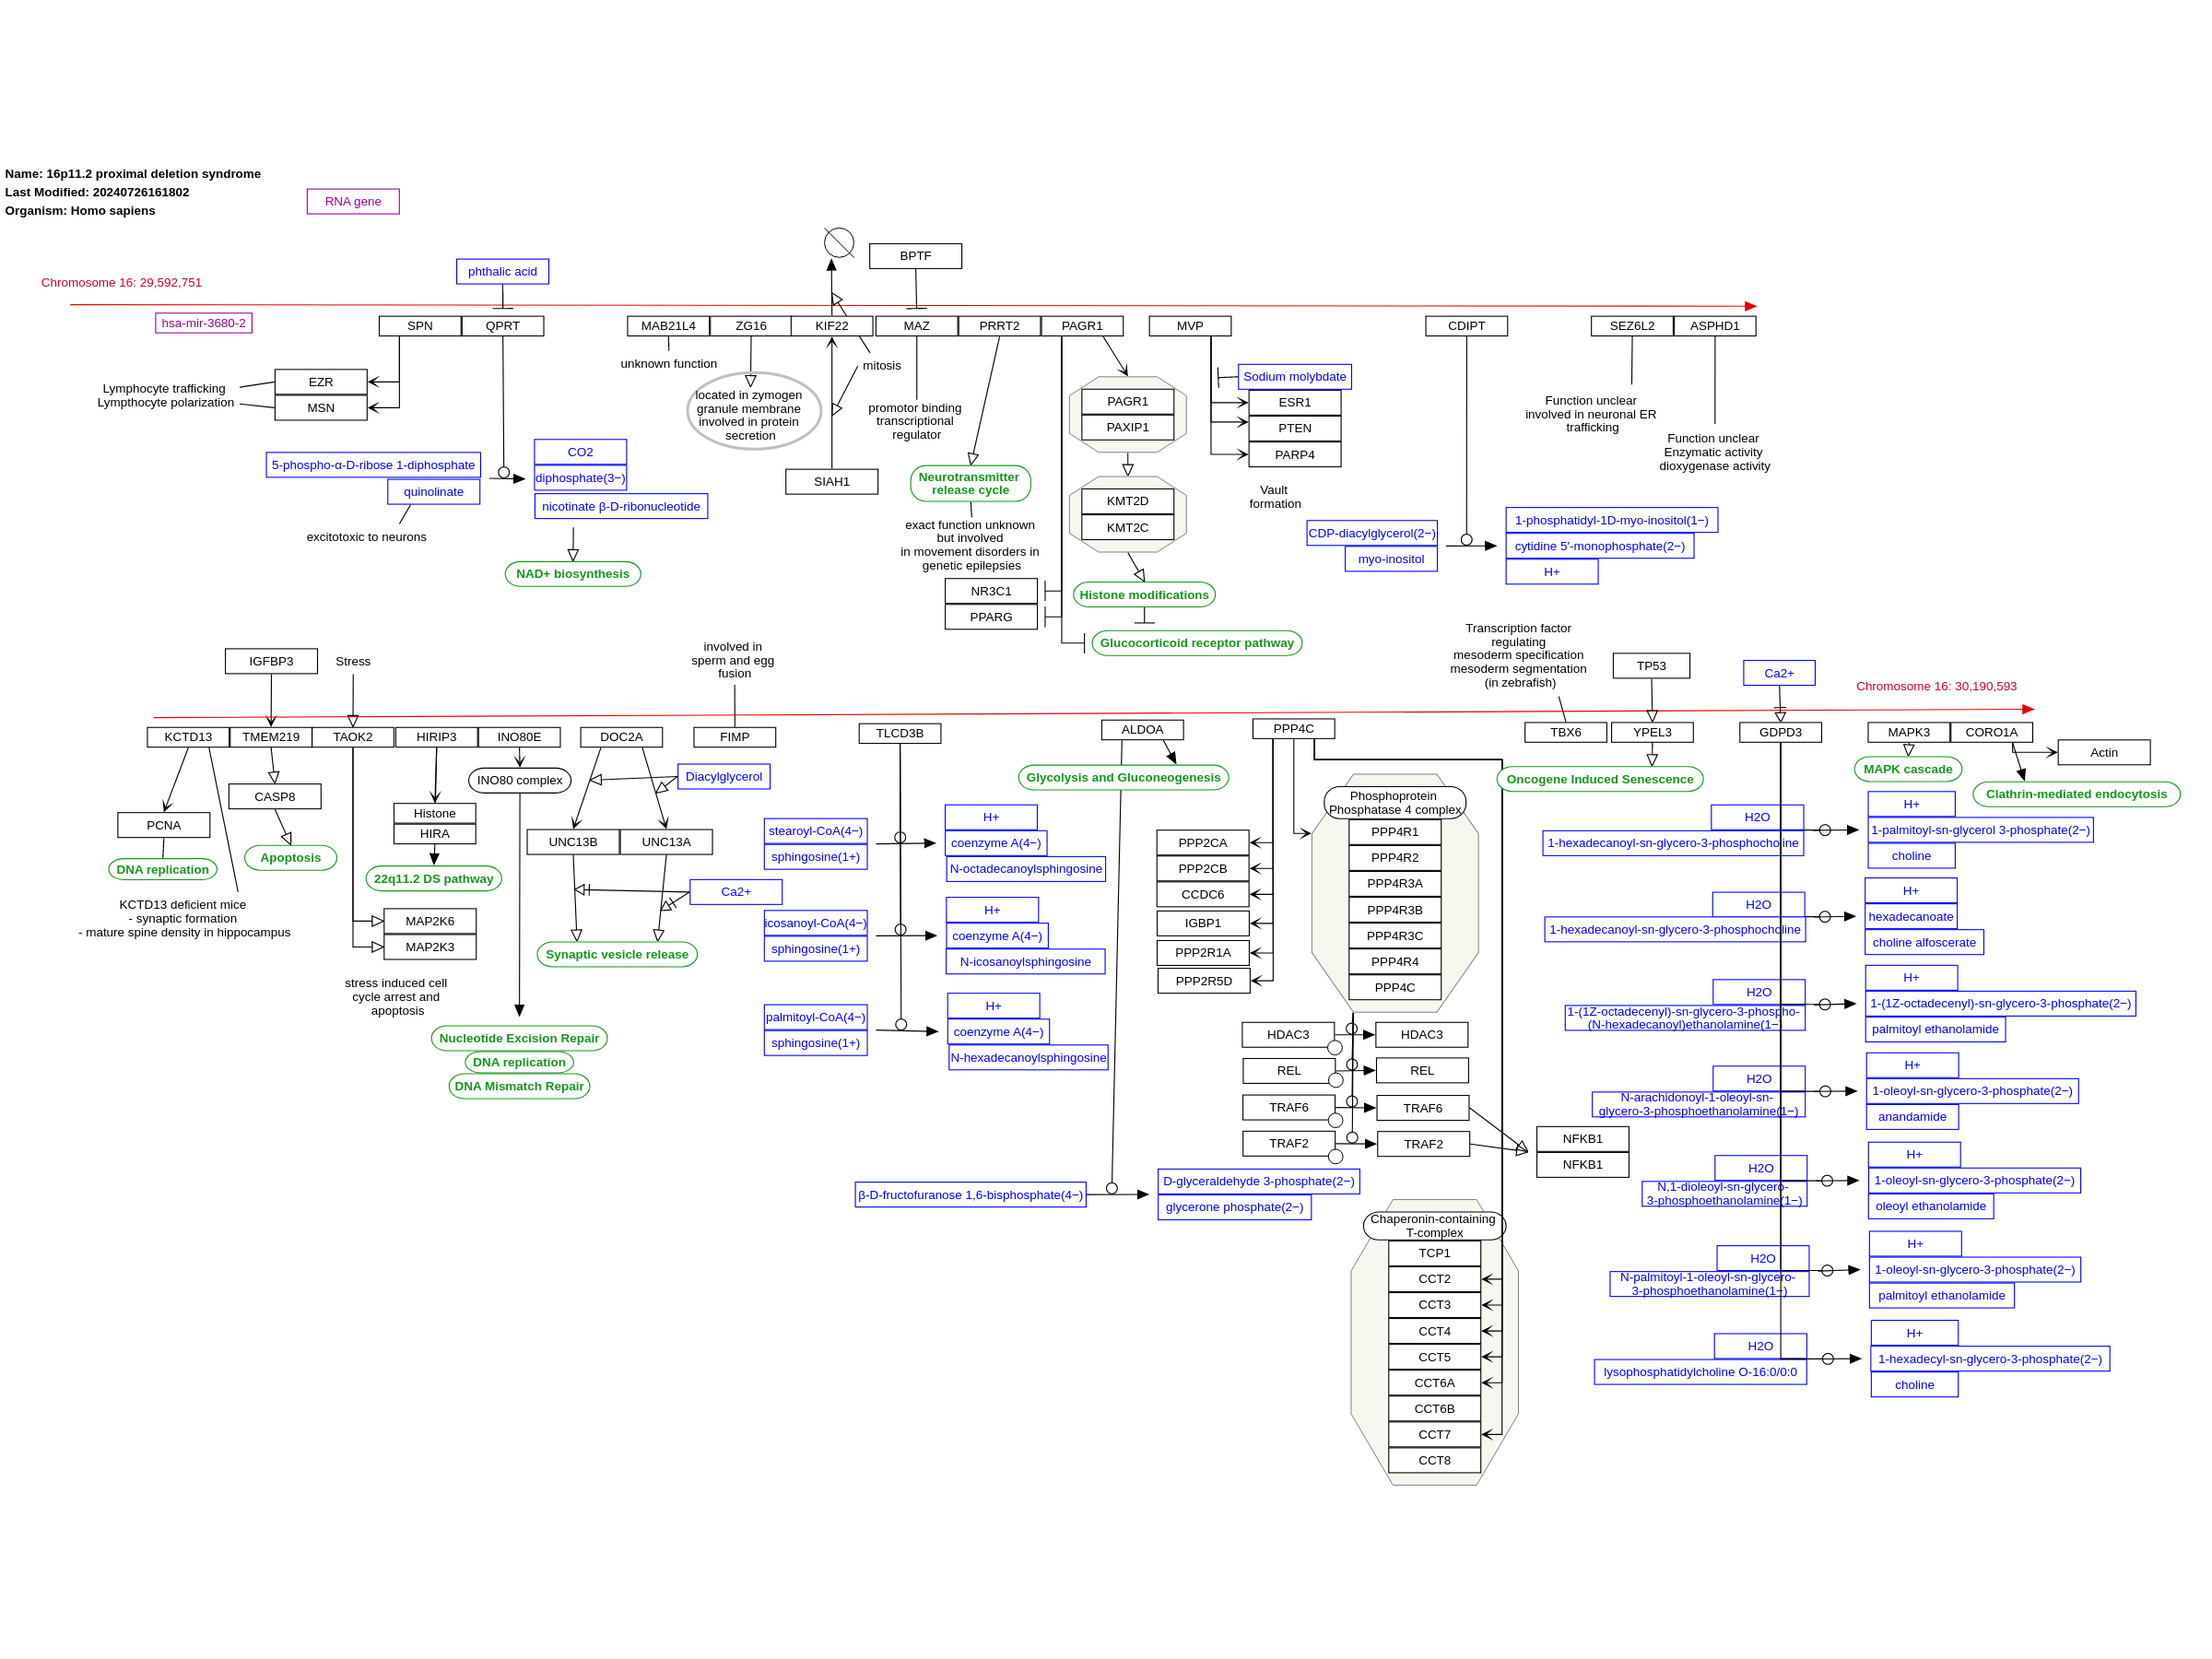 Name: 16p11.2 proximal deletion syndrome
Last Modified: 20240726161802
Organism: Homo sapiens
RNA gene
Chromosome 16: 29,592,751
phthalic acid
BPTF
hsa-mir-3680-2
SPN
QPRT
MAB21L4
ZG16
KIF22
MAZ
PRRT2
PAGR1
MVP
CDIPT
SEZ6L2
ASPHD1
EZR
MSN
Lymphocyte trafficking
Lympthocyte polarization
unknown function
mitosis
located in zymogen
granule membrane
involved in protein
secretion
promotor binding
transcriptional
regulator
PAGR1
PAXIP1
Sodium molybdate
ESR1
PTEN
PARP4
Function unclear
involved in neuronal ER
trafficking
Function unclear
Enzymatic activity
dioxygenase activity
5-phospho-α-D-ribose 1-diphosphate
quinolinate
CO2
diphosphate(3−)
nicotinate β-D-ribonucleotide
excitotoxic to neurons
NAD+ biosynthesis
SIAH1
Neurotransmitter
release cycle
exact function unknown
but involved
in movement disorders in
genetic epilepsies
KMT2D
KMT2C
Vault
formation
CDP-diacylglycerol(2−)
myo-inositol
1-phosphatidyl-1D-myo-inositol(1−)
cytidine 5'-monophosphate(2−)
H+
NR3C1
PPARG
Histone modifications
Glucocorticoid receptor pathway
IGFBP3
Stress
involved in
sperm and egg
fusion
Transcription factor
regulating
mesoderm specification
mesoderm segmentation
(in zebrafish)
TP53
Ca2+
Chromosome 16: 30,190,593
KCTD13
TMEM219
TAOK2
HIRIP3
INO80E
DOC2A
FIMP
TLCD3B
ALDOA
PPP4C
TBX6
YPEL3
GDPD3
MAPK3
CORO1A
Actin
INO80 complex
Diacylglycerol
Glycolysis and Gluconeogenesis
Oncogene Induced Senescence
MAPK cascade
Clathrin-mediated endocytosis
CASP8
PCNA
Histone
HIRA
UNC13B
UNC13A
DNA replication
Apoptosis
22q11.2 DS pathway
Ca2+
KCTD13 deficient mice
- synaptic formation
- mature spine density in hippocampus
MAP2K6
MAP2K3
Synaptic vesicle release
stress induced cell
cycle arrest and
apoptosis
Nucleotide Excision Repair
DNA replication
DNA Mismatch Repair
stearoyl-CoA(4−)
sphingosine(1+)
H+
coenzyme A(4−)
N-octadecanoylsphingosine
icosanoyl-CoA(4−)
sphingosine(1+)
H+
coenzyme A(4−)
N-icosanoylsphingosine
palmitoyl-CoA(4−)
sphingosine(1+)
H+
coenzyme A(4−)
N-hexadecanoylsphingosine
β-D-fructofuranose 1,6-bisphosphate(4−)
D-glyceraldehyde 3-phosphate(2−)
glycerone phosphate(2−)
PPP2CA
PPP2CB
CCDC6
IGBP1
PPP2R1A
PPP2R5D
Phosphoprotein
Phosphatase 4 complex
PPP4R1
PPP4R2
PPP4R3A
PPP4R3B
PPP4R3C
PPP4R4
PPP4C
HDAC3
HDAC3
REL
REL
TRAF6
TRAF6
TRAF2
TRAF2
NFKB1
NFKB1
Chaperonin-containing
T-complex
TCP1
CCT2
CCT3
CCT4
CCT5
CCT6A
CCT6B
CCT7
CCT8
H2O
1-hexadecanoyl-sn-glycero-3-phosphocholine
H+
1-palmitoyl-sn-glycerol 3-phosphate(2−)
choline
H2O
1-hexadecanoyl-sn-glycero-3-phosphocholine
H+
hexadecanoate
choline alfoscerate
H2O
1-(1Z-octadecenyl)-sn-glycero-3-phospho-
(N-hexadecanoyl)ethanolamine(1−)
H+
1-(1Z-octadecenyl)-sn-glycero-3-phosphate(2−)
palmitoyl ethanolamide
H2O
N-arachidonoyl-1-oleoyl-sn-
glycero-3-phosphoethanolamine(1−)
H+
1-oleoyl-sn-glycero-3-phosphate(2−)
anandamide
H2O
N,1-dioleoyl-sn-glycero-
3-phosphoethanolamine(1−)
H+
1-oleoyl-sn-glycero-3-phosphate(2−)
oleoyl ethanolamide
H2O
N-palmitoyl-1-oleoyl-sn-glycero-
3-phosphoethanolamine(1−)
H+
1-oleoyl-sn-glycero-3-phosphate(2−)
palmitoyl ethanolamide
H2O
lysophosphatidylcholine O-16:0/0:0
H+
1-hexadecyl-sn-glycero-3-phosphate(2−)
choline